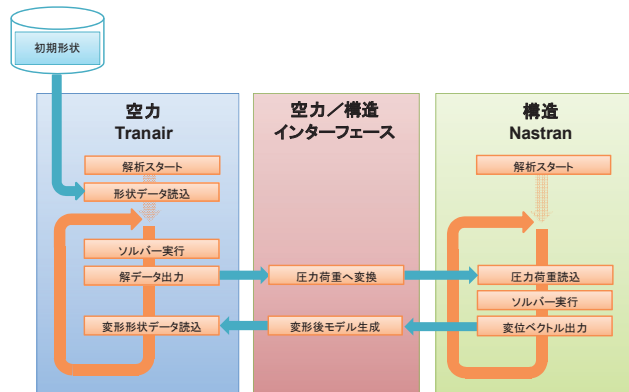 初期形状
空力
Tranair
解析スタート
形状データ読込
ソルバー実行
解データ出力
変形形状データ読込
空力／構造
インターフェース
圧力荷重へ変換
変形後モデル生成
構造
Nastran
解析スタート
圧力荷重読込
ソルバー実行
変位ベクトル出力